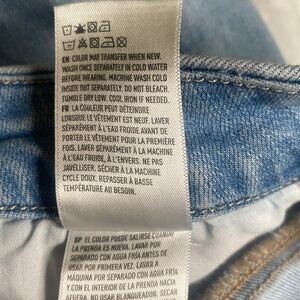 EN COLOR MAY TRANSFER WHEN NEW.
WASH ONCE SEPARATELY IN COLD WATER
BEFORE WEARING. MACHINE WASH COLD
INSIDE OUT SEPARATELY. DO NOT BLEACH.
TUMBLE DRY LOW. COOL IRON IF NEEDED.
FR LA COULEUR PEUT DÉTEINDRE
LORSQUE LE VÊTEMENT EST NEUF. LAVER
SÉPARÉMENT À L'EAU FROIDE AVANT DE
PORTER LE VÊTEMENT POUR LA PREMIÈRE
FOIS. LAVER SÉPARÉMENT À LA MACHINE
À L'EAU FROIDE, À L'ENVERS. NE PAS
JAVELLISER. SÉCHER À LA MACHINE
CYCLE DOUX. REPASSER À BASSE
TEMPÉRATURE AU BESOIN.
SP EL COLOR PUEDE SALIRSE CUANDO
LA PRENDA ES NUEVA. LAVAR POR
SEPARADO CON AGUA FRÍA ANTES DE
USAR POR PRIMERA VEZ. LAVAR A
MÁQUINA POR SEPARADO CON AGUA FRÍA
Y CON EL INTERIOR DE LA PRENDA HACIA
AFUERA. NO USAR BLANQUEADOR. SECAR